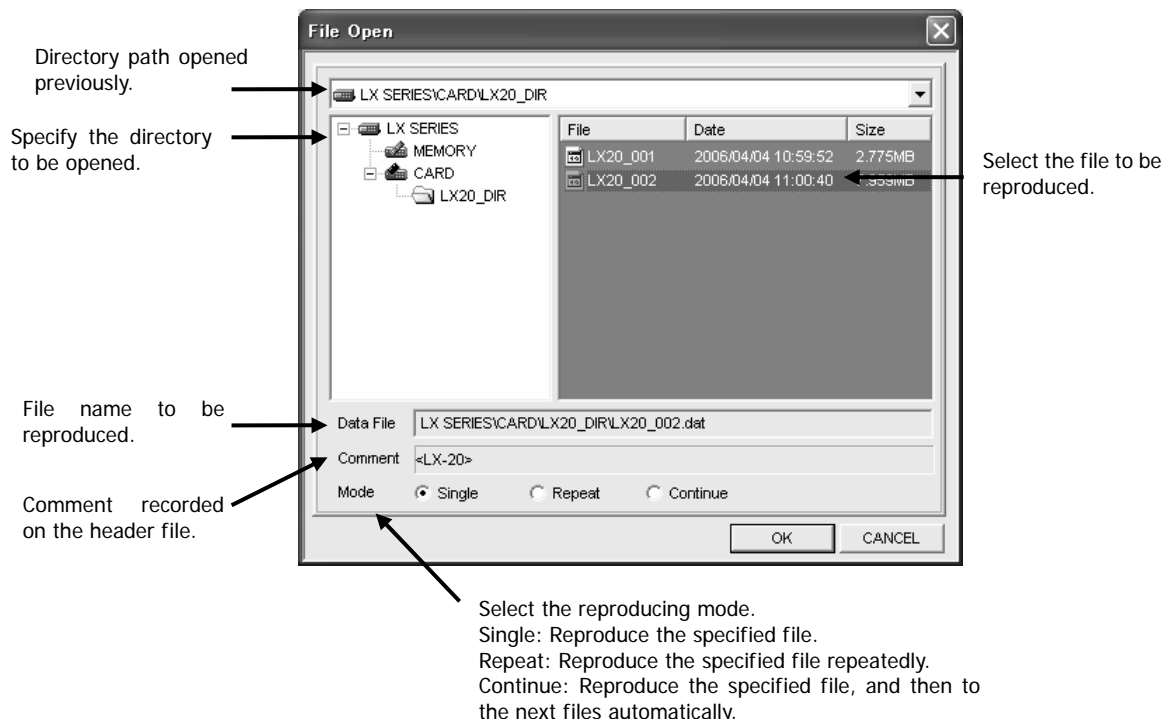 File Open
Directory path opened
previously.
LX SERIES\CARD\LX20_DIR
Specify the directory
to be opened.
LX SERIES
MEMORY
CARD
LX20_DIR
File Date Size
LX20_001 2006/04/04 10:59:52 2.775MB
LX20_002 2006/04/04 11:00:40
Select the file to be
reproduced.
File name to be
reproduced.
Data File LX SERIES\CARD\LX20_DIR\LX20_002.dat
Comment <LX-20>
Comment recorded
on the header file.
Mode Single Repeat Continue
OK CANCEL
Select the reproducing mode.
Single: Reproduce the specified file.
Repeat: Reproduce the specified file repeatedly.
Continue: Reproduce the specified file, and then to
the next files automatically.